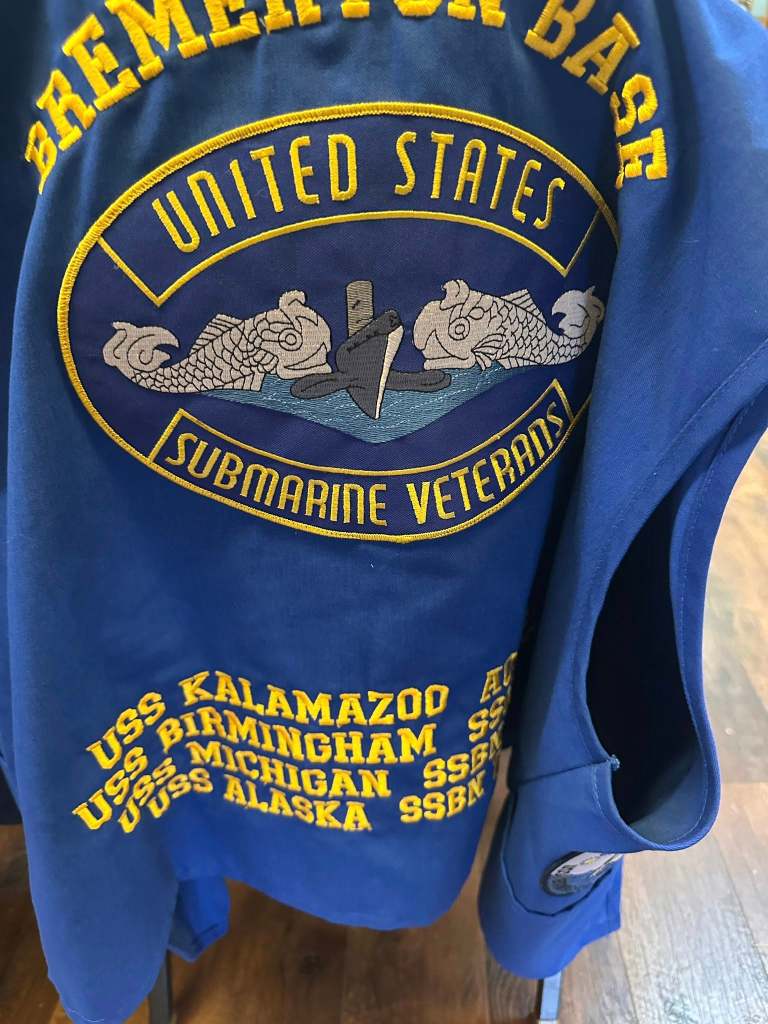 BREMERTON BASE
UNITED STATES
SUBMARINE VETERANS
USS KALAMAZOO AO
USS BIRMINGHAM SS
USS MICHIGAN SSBN
USS ALASKA SSBN